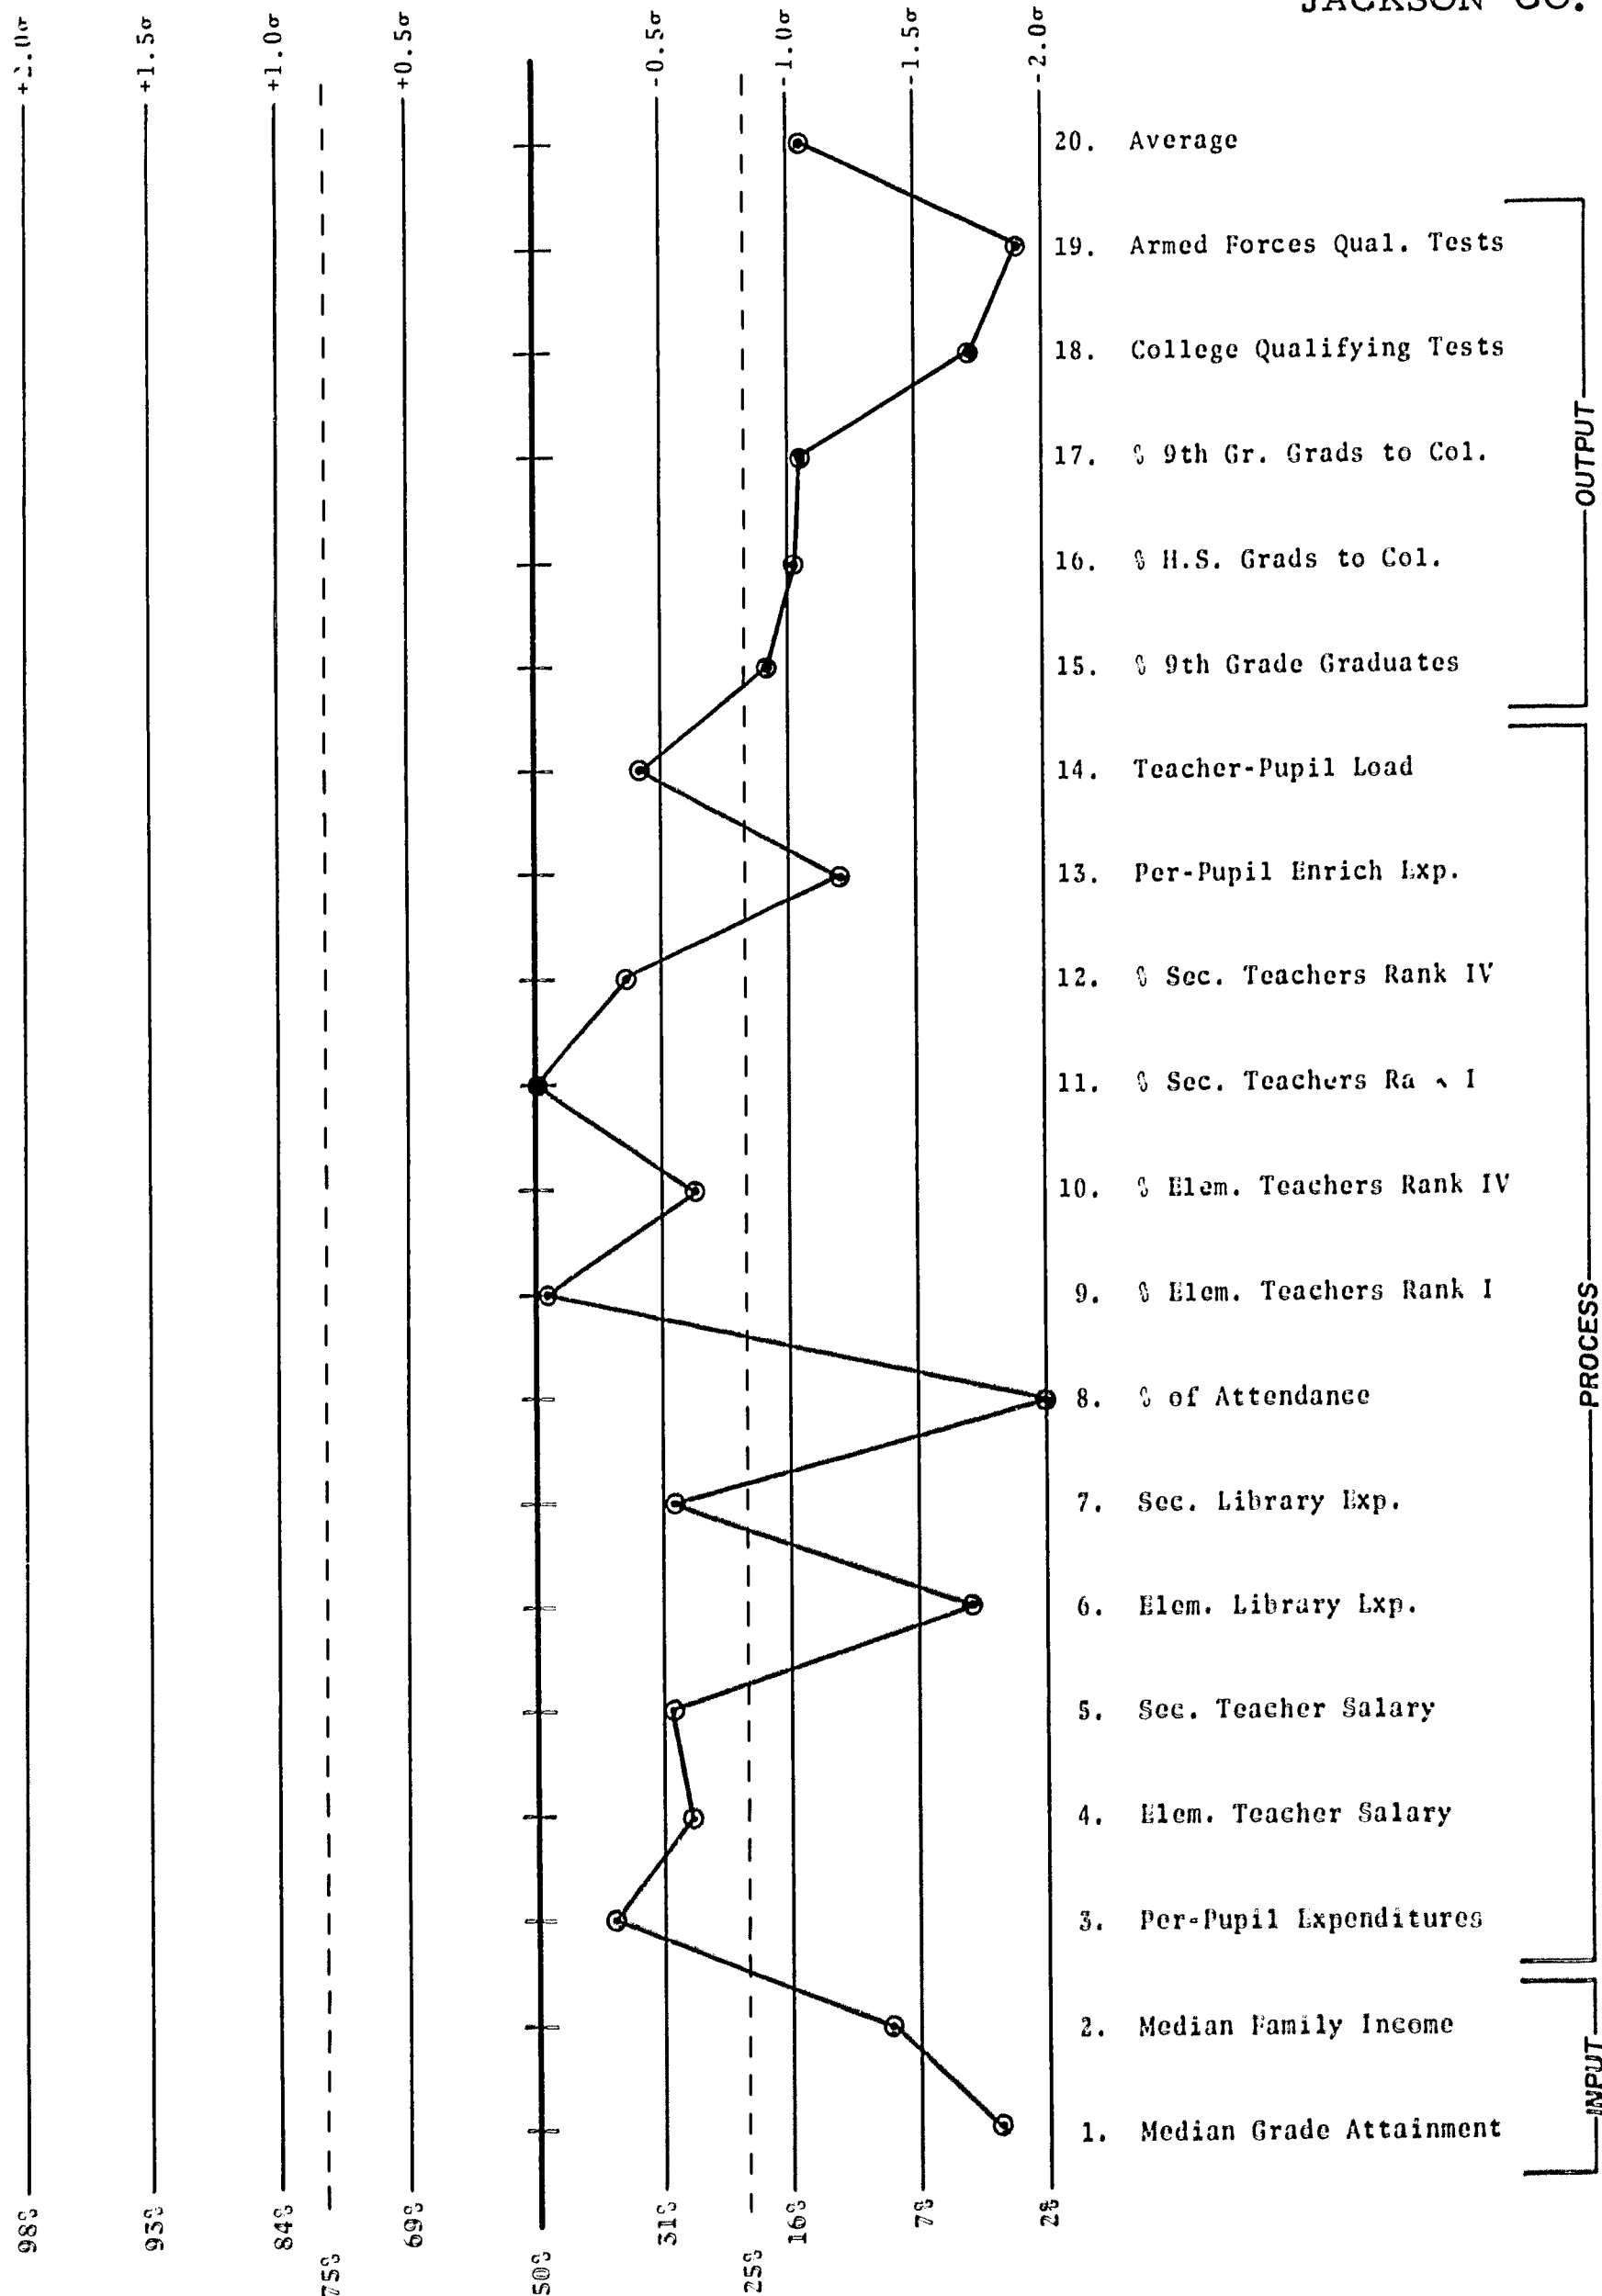 JACKSON CO.
+2.0σ
+1.5σ
+1.0σ
+0.5σ
-0.5σ
-1.0σ
-1.5σ
-2.0σ
20. Average
19. Armed Forces Qual. Tests
18. College Qualifying Tests
17. % 9th Gr. Grads to Col.
16. % H.S. Grads to Col.
15. % 9th Grade Graduates
14. Teacher-Pupil Load
13. Per-Pupil Enrich Exp.
12. % Sec. Teachers Rank IV
11. % Sec. Teachers I
10. % Elem. Teachers Rank IV
9. % Elem. Teachers Rank I
8. % of Attendance
7. Sec. Library Exp.
6. Elem. Library Exp.
5. Sec. Teacher Salary
4. Elem. Teacher Salary
3. Per-Pupil Expenditures
2. Median Family Income
1. Median Grade Attainment
OUTPUT
PROCESS
INPUT
98%
93%
84%
75%
69%
50%
31%
25%
16%
7%
2%